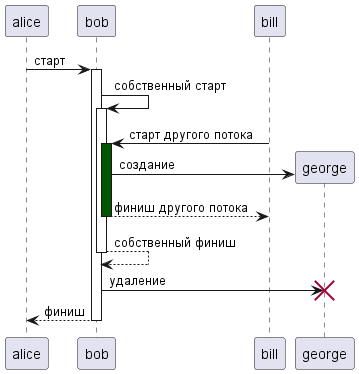 alice bob bill
старт
собственный старт
старт другого потока
создание
george
финиш другого потока
собственный финиш
удаление
финиш
alice bob bill george